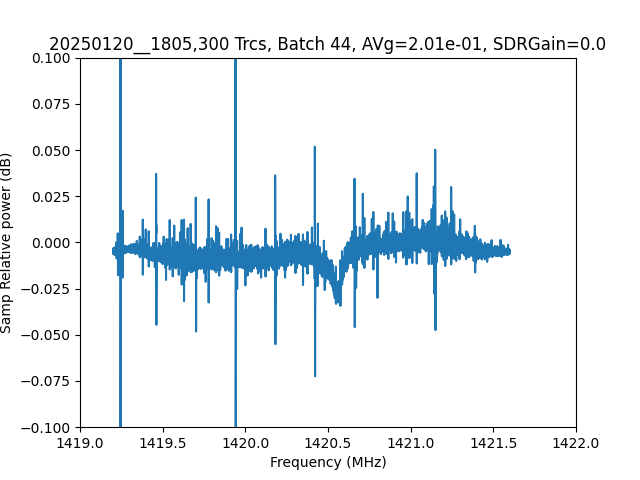 20250120__1805,300 Trcs, Batch 44, AVg=2.01e-01, SDRGain=0.0
0.100
0.075
0.050
0.025
0.000
−0.025
−0.050
−0.075
−0.100
Samp Relative power (dB)
1419.0 1419.5 1420.0 1420.5 1421.0 1421.5 1422.0
Frequency (MHz)